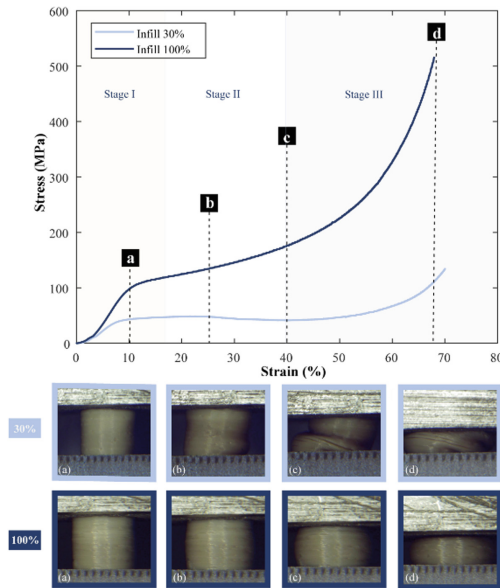 600
500
400
300
200
100
0
Stress (MPa)
Infill 30%
Infill 100%
Stage I
Stage II
Stage III
a
b
c
d
0 10 20 30 40 50 60 70 80
Strain (%)
30%
(a) (b) (c) (d)
100%
(a) (b) (c) (d)